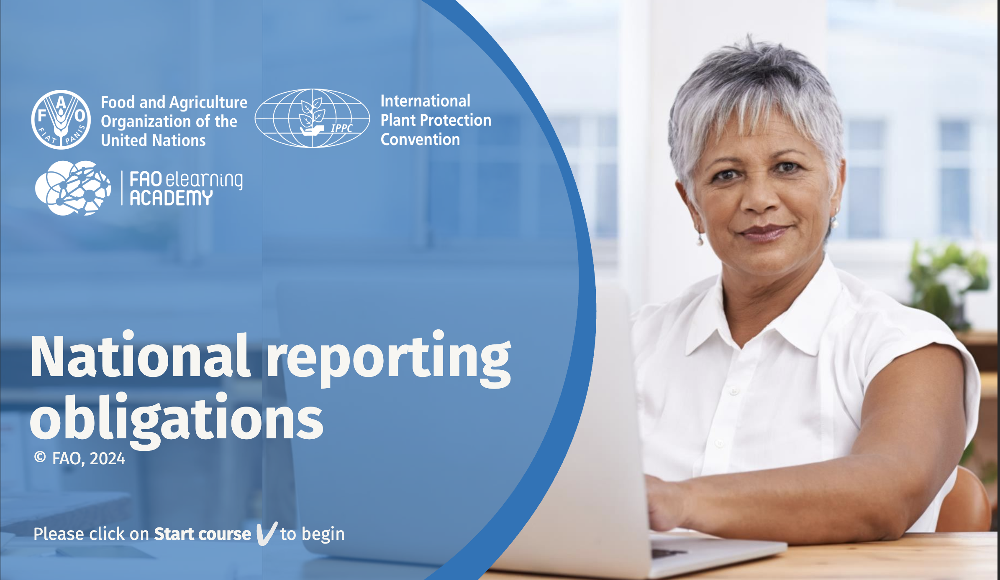 Food and Agriculture
Organization of the
United Nations
F A O
FIAT PANIS
IPPC
International
Plant Protection
Convention
FAO elearning
ACADEMY
National reporting
obligations
© FAO, 2024
Please click on Start course to begin